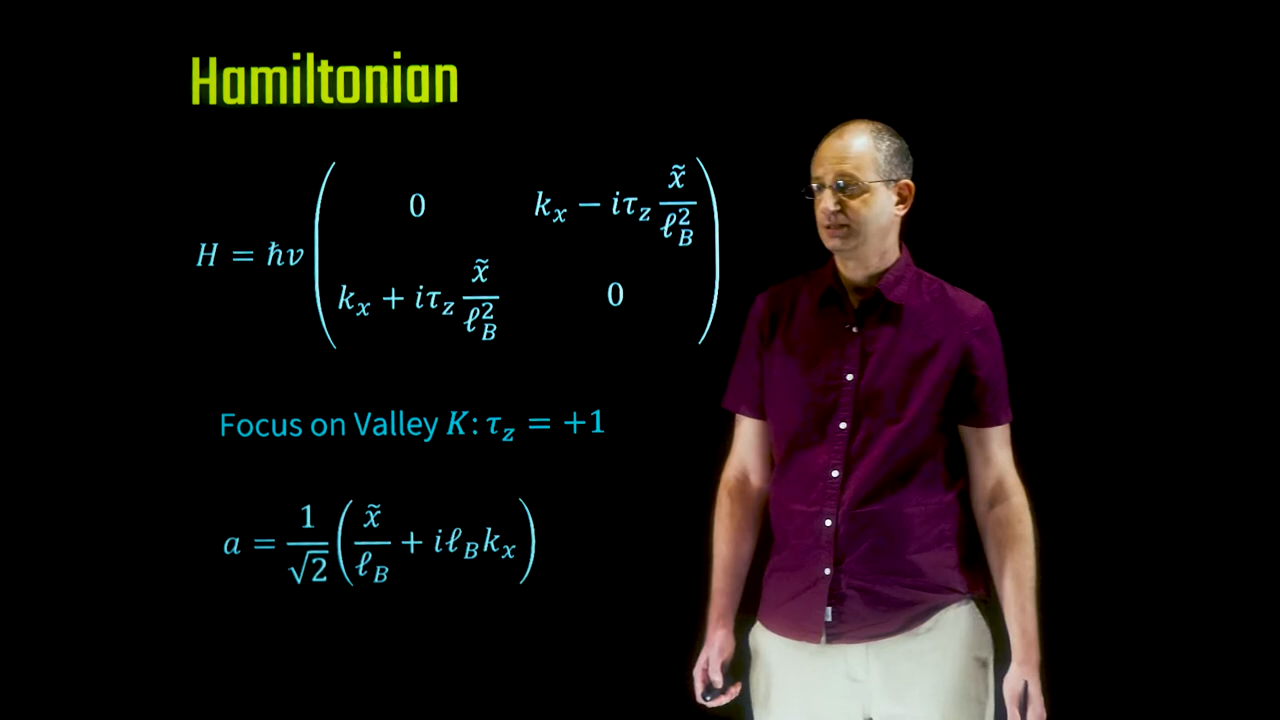 Hamiltonian
H = ħv ( 0    k_x − iτ_z x̃/ℓ_B^2
k_x + iτ_z x̃/ℓ_B^2    0 )
Focus on Valley K: τ_z = +1
a = 1/√2 ( x̃/ℓ_B + iℓ_B k_x )